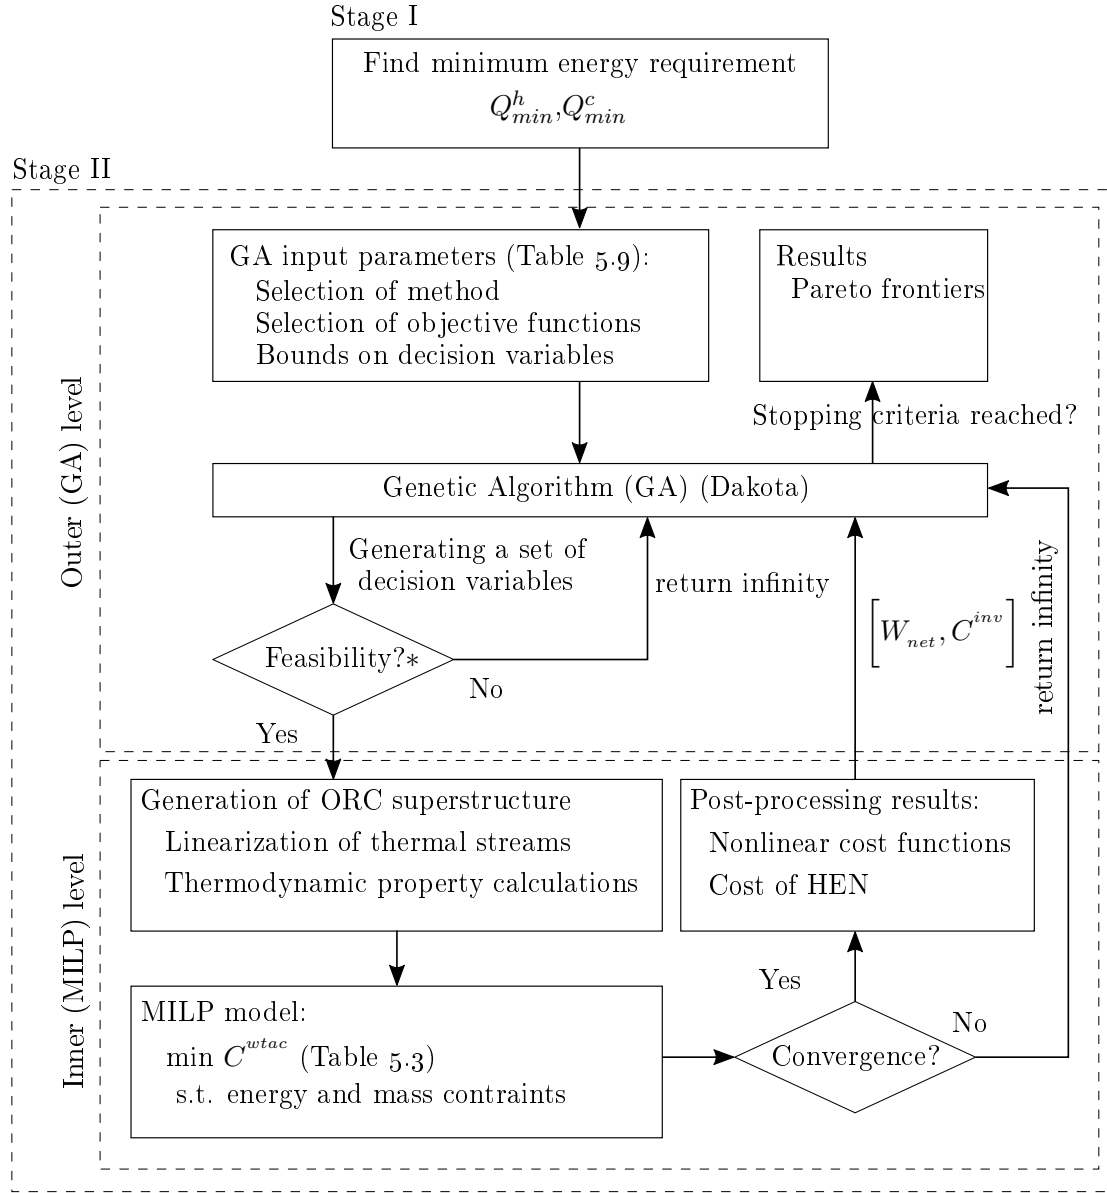 Stage I
Find minimum energy requirement
Q^h_min, Q^c_min
Stage II
Outer (GA) level
GA input parameters (Table 5.9):
Selection of method
Selection of objective functions
Bounds on decision variables
Results
Pareto frontiers
Stopping criteria reached?
Genetic Algorithm (GA) (Dakota)
Generating a set of
decision variables
return infinity
[W_net, C^inv]
return infinity
Feasibility?*
No
Yes
Inner (MILP) level
Generation of ORC superstructure
Linearization of thermal streams
Thermodynamic property calculations
Post-processing results:
Nonlinear cost functions
Cost of HEN
MILP model:
min C^wtac (Table 5.3)
s.t. energy and mass contraints
Yes
No
Convergence?